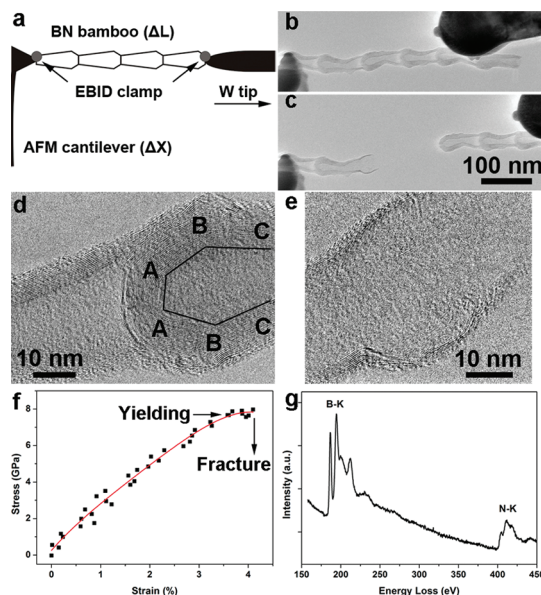 a
BN bamboo (ΔL)
EBID clamp
W tip
AFM cantilever (ΔX)
b
c
100 nm
d
A
B
C
A
B
C
10 nm
e
10 nm
f
Stress (GPa)
8
6
4
2
0
Yielding
Fracture
0 1 2 3 4 5
Strain (%)
g
Intensity (a.u.)
B-K
N-K
150 200 250 300 350 400 450
Energy Loss (eV)